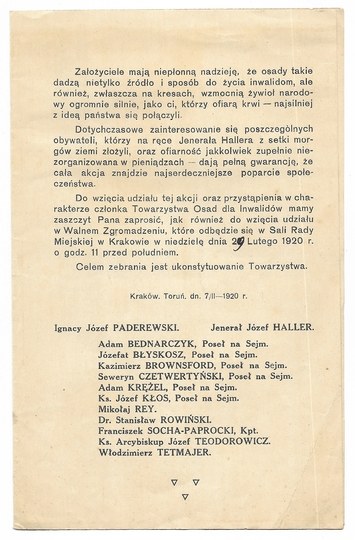 Założyciele mają niepłonną nadzieję, że osady takie
dadzą nietylko źródło i sposób do życia inwalidom, ale
również, zwłaszcza na kresach, wzmocnią żywioł narodo-
wy ogromnie silnie, jako ci, którzy ofiarą krwi — najsilniej
z ideą państwa się połączyli.
Dotychczasowe zainteresowanie się poszczególnych
obywateli, którzy na ręce Jenerała Hallera z setki mur-
gów ziemi złożyli, oraz ofiarność jakkolwiek zupełnie nie-
zorganizowana w pieniądzach — dają pełną gwarancję, że
cała akcja znajdzie najserdeczniejsze poparcie społe-
czeństwa.
Do wzięcia udziału tej akcji oraz przystąpienia w cha-
rakterze członka Towarzystwa Osad dla Inwalidów mamy
zaszczyt Pana zaprosić, jak również do wzięcia udziału
w Walnem Zgromadzeniu, które odbędzie się w Sali Rady
Miejskiej w Krakowie w niedzielę dnia 29 Lutego 1920 r.
o godz. 11 przed południem.
Celem zebrania jest ukonstytuowanie Towarzystwa.
Kraków. Toruń. dn. 7/II—1920 r.
Ignacy Józef PADEREWSKI. Jenerał Józef HALLER.
Adam BEDNARCZYK, Poseł na Sejm.
Józefat BŁYSKOSZ, Poseł na Sejm.
Kazimierz BROWNSFORD, Poseł na Sejm.
Seweryn CZETWERTYŃSKI, Poseł na Sejm.
Adam KRĘŻEL, Poseł na Sejm.
Ks. Józef KŁOS, Poseł na Sejm.
Mikołaj REY.
Dr. Stanisław ROWIŃSKI.
Franciszek SOCHA-PAPROCKI, Kpt.
Ks. Arcybiskup Józef TEODOROWICZ.
Włodzimierz TETMAJER.